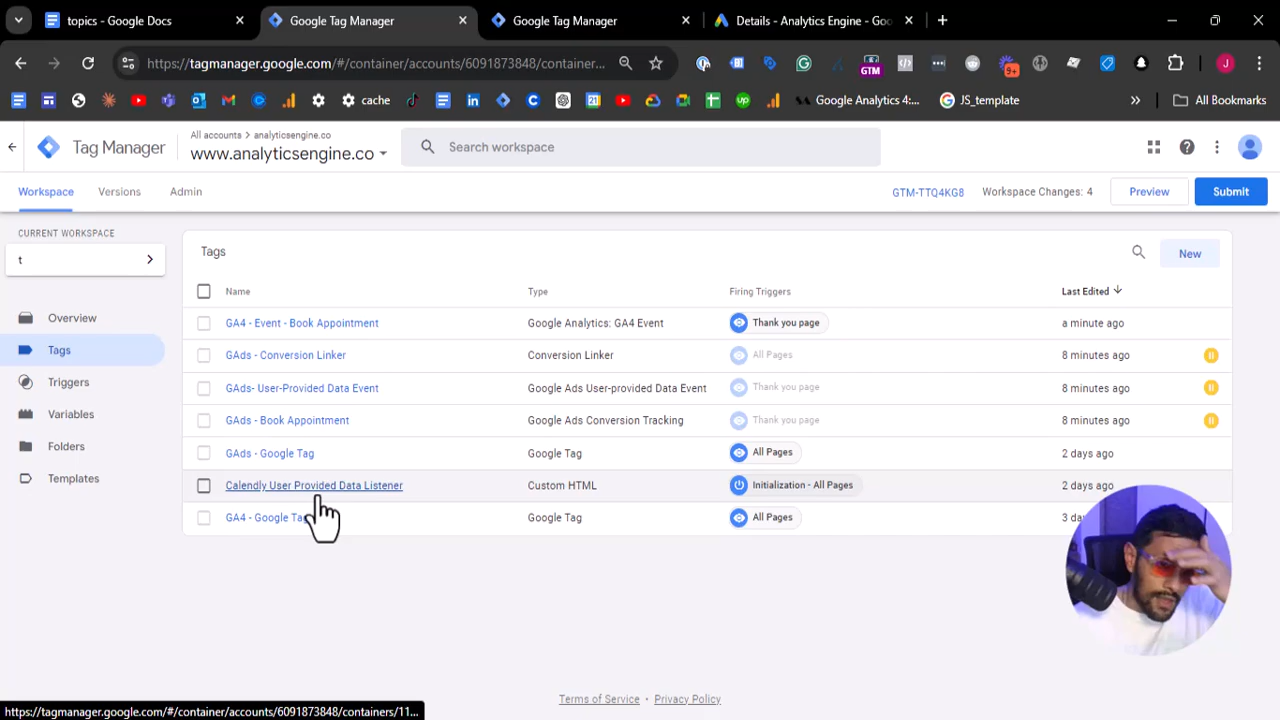 topics - Google Docs
Google Tag Manager
Google Tag Manager
Details - Analytics Engine - Goo
https://tagmanager.google.com/#/container/accounts/6091873848/container...
GTM
9+
J
cache
Google Analytics 4:...
JS_template
All Bookmarks
Tag Manager
All accounts > analyticsengine.co
www.analyticsengine.co
Search workspace
Workspace
Versions
Admin
GTM-TTQ4KG8
Workspace Changes: 4
Preview
Submit
CURRENT WORKSPACE
t
Overview
Tags
Triggers
Variables
Folders
Templates
Tags
New
Name Type Firing Triggers Last Edited
GA4 - Event - Book Appointment Google Analytics: GA4 Event Thank you page a minute ago
GAds - Conversion Linker Conversion Linker All Pages 8 minutes ago
GAds- User-Provided Data Event Google Ads User-provided Data Event Thank you page 8 minutes ago
GAds - Book Appointment Google Ads Conversion Tracking Thank you page 8 minutes ago
GAds - Google Tag Google Tag All Pages 2 days ago
Calendly User Provided Data Listener Custom HTML Initialization - All Pages 2 days ago
GA4 - Google Google Tag All Pages 3
Terms of Service Privacy Policy
https://tagmanager.google.com/#/container/accounts/6091873848/containers/11...